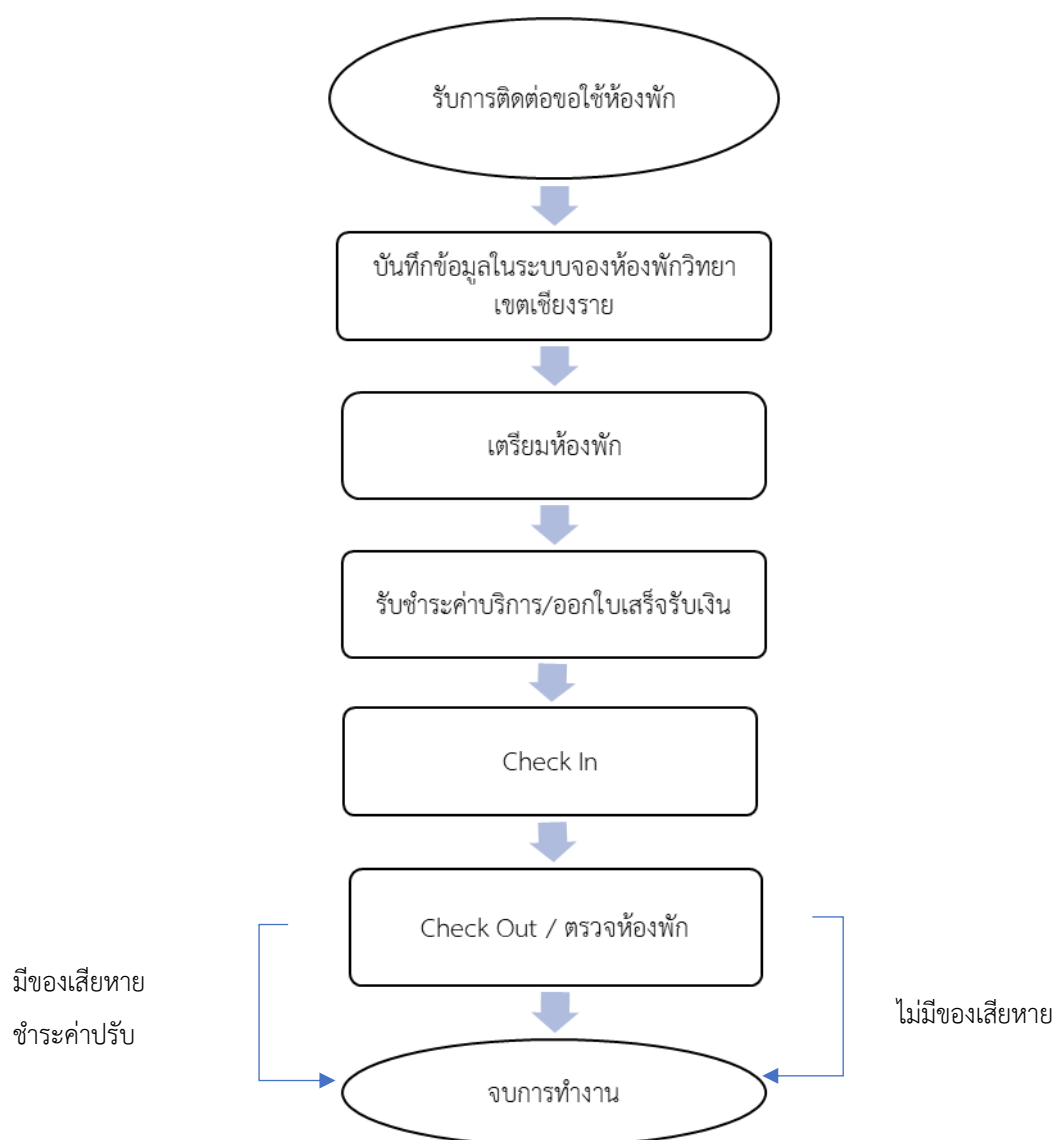 รับการติดต่อขอใช้ห้องพัก
บันทึกข้อมูลในระบบจองห้องพักวิทยา
เขตเชียงราย
เตรียมห้องพัก
รับชำระค่าบริการ/ออกใบเสร็จรับเงิน
Check In
Check Out / ตรวจห้องพัก
มีของเสียหาย
ชำระค่าปรับ
ไม่มีของเสียหาย
จบการทำงาน